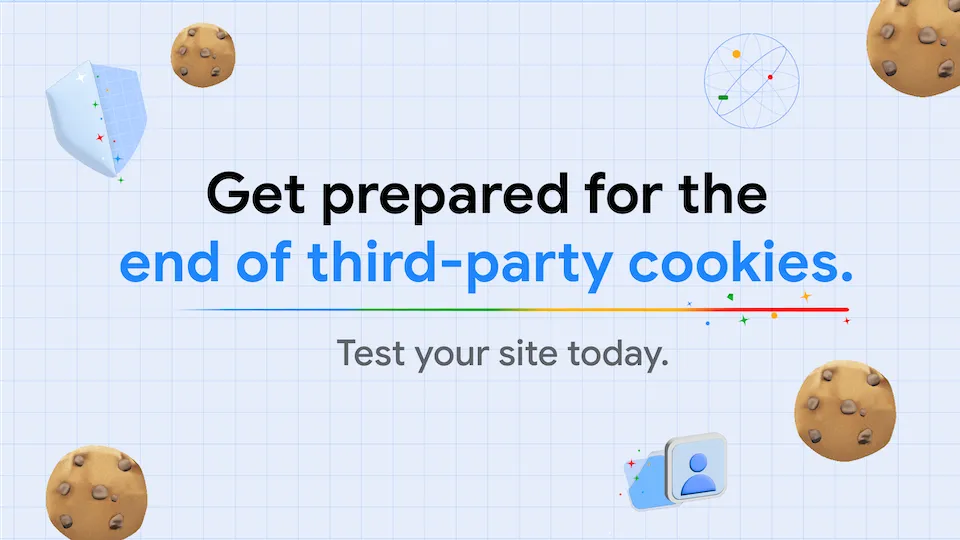 Get prepared for the
end of third-party cookies.
Test your site today.